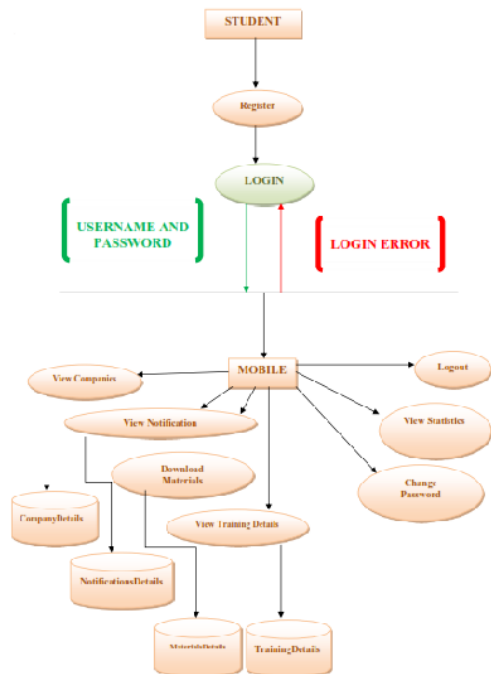 STUDENT
Register
LOGIN
USERNAME AND
PASSWORD
LOGIN ERROR
MOBILE
View Companies
Logout
View Notification
View Statistics
Download
Materials
Change
Password
CompanyDetails
View Training Details
NotificationsDetails
MaterialsDetails
TrainingDetails